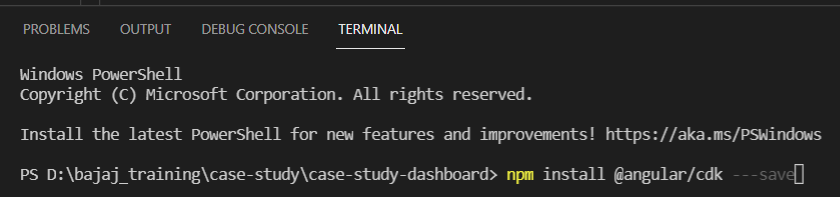 PROBLEMS OUTPUT DEBUG CONSOLE TERMINAL
Windows PowerShell
Copyright (C) Microsoft Corporation. All rights reserved.
Install the latest PowerShell for new features and improvements! https://aka.ms/PSWindows
PS D:\bajaj_training\case-study\case-study-dashboard> npm install @angular/cdk ---save